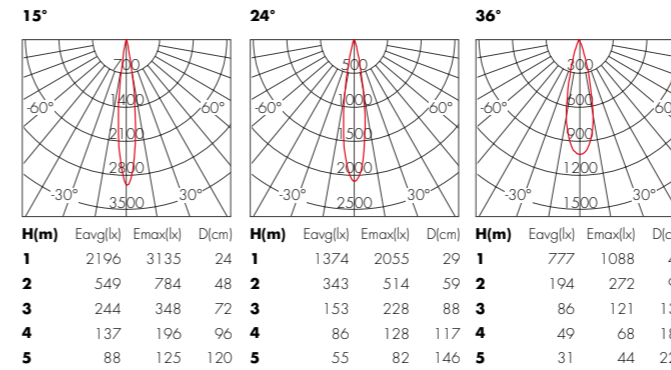 15°
700
1400
2100
2800
3500
-60°
60°
-30°
30°
H(m) Eavg(lx) Emax(lx) D(cm)
1 2196 3135 24
2 549 784 48
3 244 348 72
4 137 196 96
5 88 125 120
24°
500
1000
1500
2000
2500
-60°
60°
-30°
30°
H(m) Eavg(lx) Emax(lx) D(cm)
1 1374 2055 29
2 343 514 59
3 153 228 88
4 86 128 117
5 55 82 146
36°
300
600
900
1200
1500
-60°
60°
-30°
30°
H(m) Eavg(lx) Emax(lx)
1 777 1088
2 194 272
3 86 121
4 49 68
5 31 44